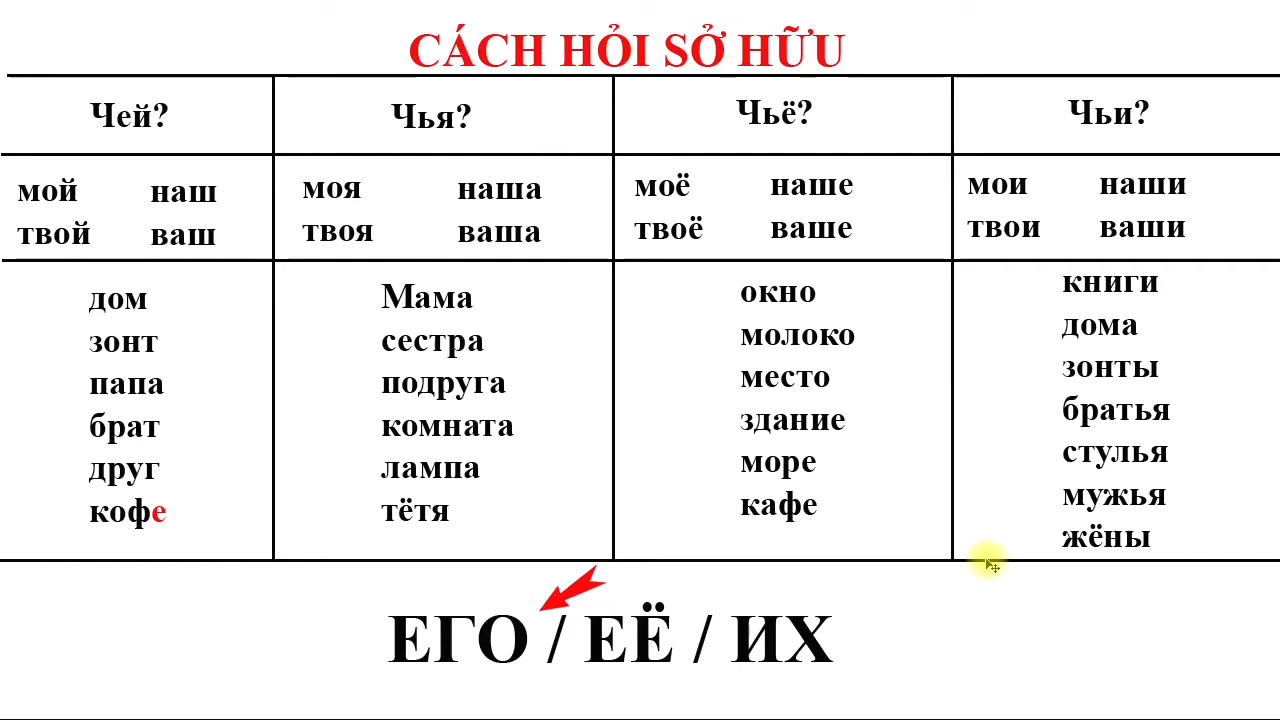 CÁCH HỎI SỞ HỮU
Чей? Чья? Чьё? Чьи?
мой наш моя наша моё наше мои наши
твой ваш твоя ваша твоё ваше твои ваши
дом Мама окно книги
зонт сестра молоко дома
папа подруга место зонты
брат комната здание братья
друг лампа море стулья
кофе тётя кафе мужья
жёны
ЕГО / ЕЁ / ИХ